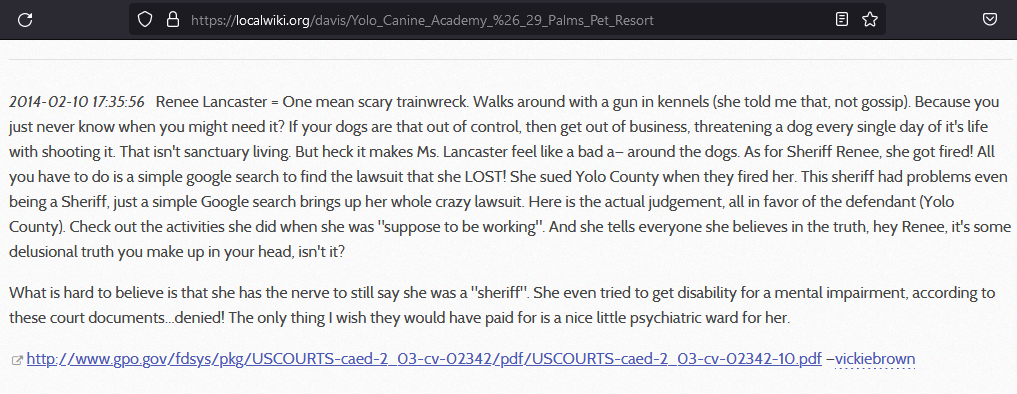 https://localwiki.org/davis/Yolo_Canine_Academy_%26_29_Palms_Pet_Resort
2014-02-10 17:35:56 Renee Lancaster = One mean scary trainwreck. Walks around with a gun in kennels (she told me that, not gossip). Because you
just never know when you might need it? If your dogs are that out of control, then get out of business, threatening a dog every single day of it's life
with shooting it. That isn't sanctuary living. But heck it makes Ms. Lancaster feel like a bad a– around the dogs. As for Sheriff Renee, she got fired! All
you have to do is a simple google search to find the lawsuit that she LOST! She sued Yolo County when they fired her. This sheriff had problems even
being a Sheriff, just a simple Google search brings up her whole crazy lawsuit. Here is the actual judgement, all in favor of the defendant (Yolo
County). Check out the activities she did when she was "suppose to be working". And she tells everyone she believes in the truth, hey Renee, it's some
delusional truth you make up in your head, isn't it?
What is hard to believe is that she has the nerve to still say she was a "sheriff". She even tried to get disability for a mental impairment, according to
these court documents...denied! The only thing I wish they would have paid for is a nice little psychiatric ward for her.
http://www.gpo.gov/fdsys/pkg/USCOURTS-caed-2_03-cv-02342/pdf/USCOURTS-caed-2_03-cv-02342-10.pdf –vickiebrown